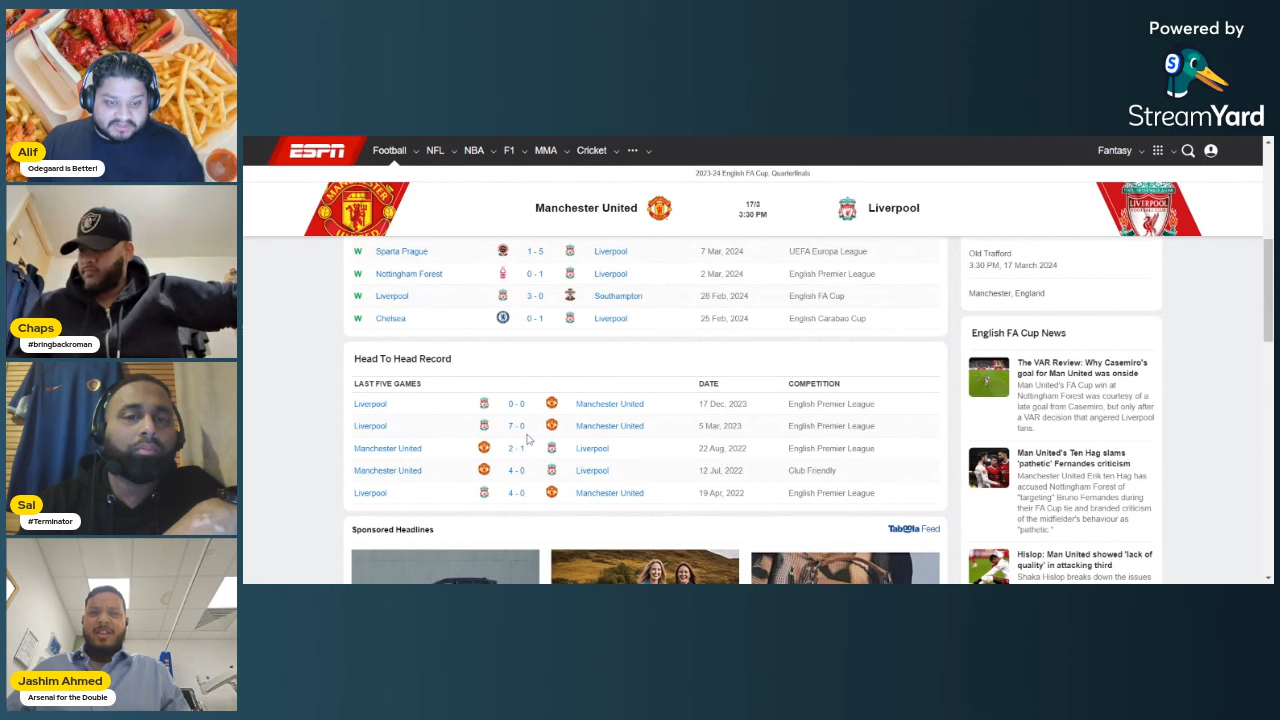 Alif
Odegaard is Better!
Chaps
#bringbackroman
Sal
#Terminator
Jashim Ahmed
Arsenal for the Double
Powered by
S
StreamYard
ESPN
Football NFL NBA F1 MMA Cricket ••• Fantasy
2023-24 English FA Cup, Quarterfinals
MANCHESTER
UNITED
Manchester United
17/3
3:30 PM
Liverpool
LIVERPOOL
W Sparta Prague 1 - 5 Liverpool 7 Mar, 2024 UEFA Europa League
W Nottingham Forest 0 - 1 Liverpool 2 Mar, 2024 English Premier League
W Liverpool 3 - 0 Southampton 28 Feb, 2024 English FA Cup
W Chelsea 0 - 1 Liverpool 25 Feb, 2024 English Carabao Cup
Head To Head Record
LAST FIVE GAMES DATE COMPETITION
Liverpool 0 - 0 Manchester United 17 Dec, 2023 English Premier League
Liverpool 7 - 0 Manchester United 5 Mar, 2023 English Premier League
Manchester United 2 - 1 Liverpool 22 Aug, 2022 English Premier League
Manchester United 4 - 0 Liverpool 12 Jul, 2022 Club Friendly
Liverpool 4 - 0 Manchester United 19 Apr, 2022 English Premier League
Sponsored Headlines
Taboola Feed
Old Trafford
3:30 PM, 17 March 2024
Manchester, England
English FA Cup News
The VAR Review: Why Casemiro's
goal for Man United was onside
Man United's FA Cup win at
Nottingham Forest was courtesy of a
late goal from Casemiro, but only after
a VAR decision that angered Liverpool
fans.
Man United's Ten Hag slams
'pathetic' Fernandes criticism
Manchester United Erik ten Hag has
accused Nottingham Forest of
"targeting" Bruno Fernandes during
their FA Cup tie and branded criticism
of the midfielder's behaviour as
"pathetic."
Hislop: Man United showed 'lack of
quality' in attacking third
Shaka Hislop breaks down the issues